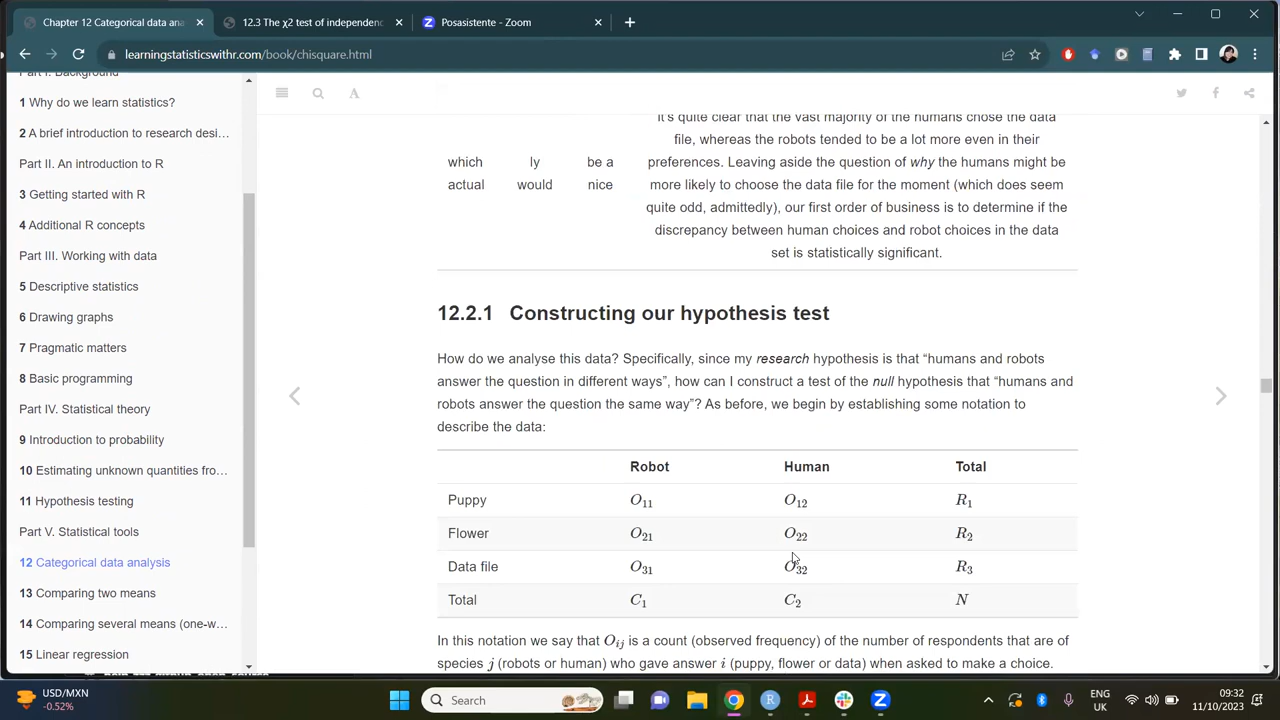 Chapter 12 Categorical data ana
12.3 The χ2 test of independenc
Posasistente - Zoom
learningstatisticswithr.com/book/chisquare.html
Part I. Background
1 Why do we learn statistics?
2 A brief introduction to research desi…
Part II. An introduction to R
3 Getting started with R
4 Additional R concepts
Part III. Working with data
5 Descriptive statistics
6 Drawing graphs
7 Pragmatic matters
8 Basic programming
Part IV. Statistical theory
9 Introduction to probability
10 Estimating unknown quantities fro…
11 Hypothesis testing
Part V. Statistical tools
12 Categorical data analysis
13 Comparing two means
14 Comparing several means (one-w…
15 Linear regression
A
It's quite clear that the vast majority of the humans chose the data
file, whereas the robots tended to be a lot more even in their
which ly be a preferences. Leaving aside the question of why the humans might be
actual would nice more likely to choose the data file for the moment (which does seem
quite odd, admittedly), our first order of business is to determine if the
discrepancy between human choices and robot choices in the data
set is statistically significant.
12.2.1 Constructing our hypothesis test
How do we analyse this data? Specifically, since my research hypothesis is that “humans and robots
answer the question in different ways”, how can I construct a test of the null hypothesis that “humans and
robots answer the question the same way”? As before, we begin by establishing some notation to
describe the data:
Robot Human Total
Puppy O11 O12 R1
Flower O21 O22 R2
Data file O31 O32 R3
Total C1 C2 N
In this notation we say that Oij is a count (observed frequency) of the number of respondents that are of
species j (robots or human) who gave answer i (puppy, flower or data) when asked to make a choice.
USD/MXN
-0.52%
Search
ENG
UK
09:32
11/10/2023